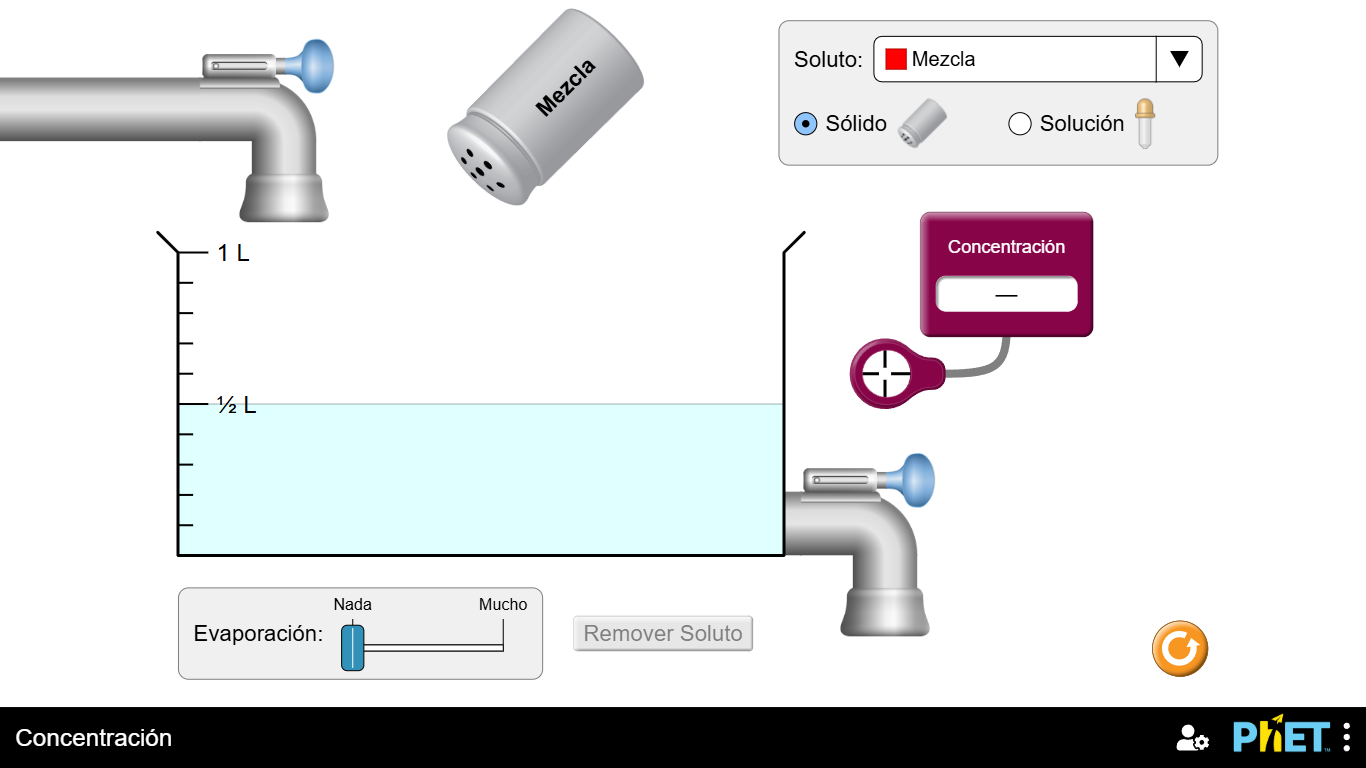 Mezcla
Soluto:
Mezcla
Sólido
Solución
Concentración
—
1 L
½ L
Nada
Mucho
Evaporación:
Remover Soluto
Concentración
PhET